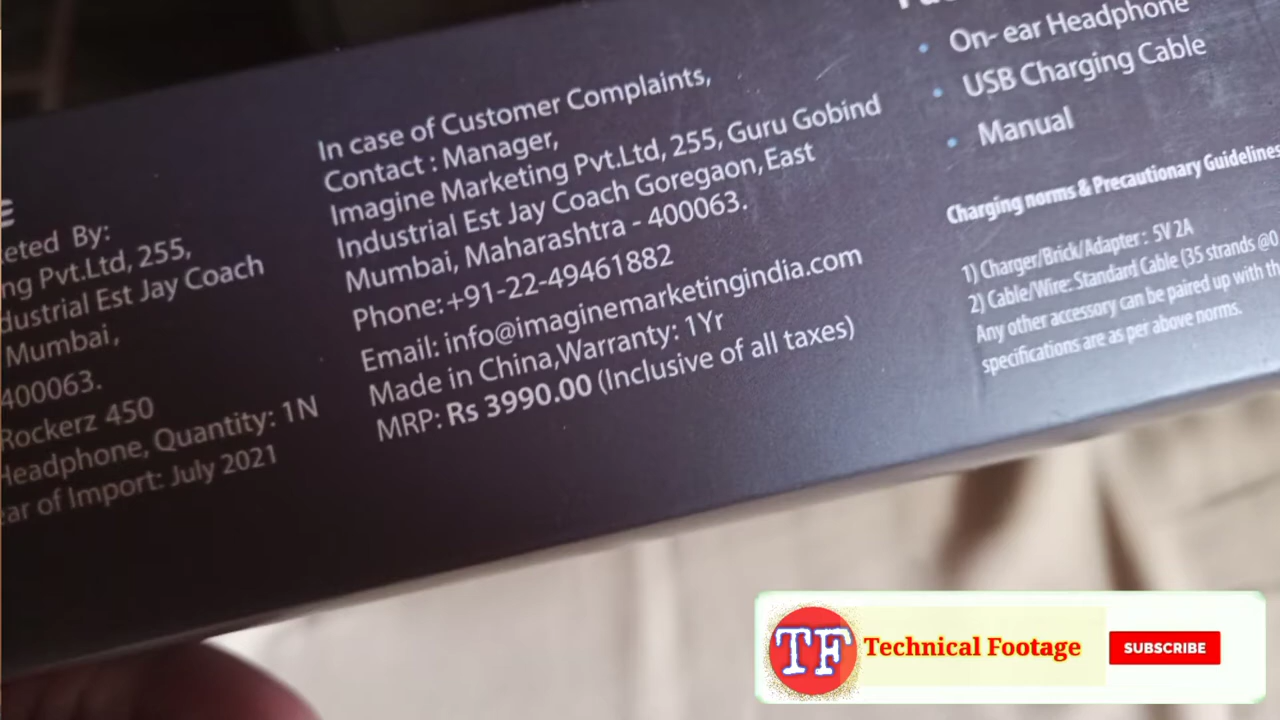 eted By:
ng Pvt.Ltd, 255,
dustrial Est Jay Coach
Mumbai,
400063.
Rockerz 450
Headphone, Quantity: 1N
ear of Import: July 2021
In case of Customer Complaints,
Contact : Manager,
Imagine Marketing Pvt.Ltd, 255, Guru Gobind
Industrial Est Jay Coach Goregaon, East
Mumbai, Maharashtra - 400063.
Phone: +91-22-49461882
Email: info@imaginemarketingindia.com
Made in China,Warranty: 1Yr
MRP: Rs 3990.00 (Inclusive of all taxes)
• On- ear Headphone
• USB Charging Cable
• Manual
Charging norms & Precautionary Guidelines
1) Charger/Brick/Adapter : 5V 2A
2) Cable/Wire: Standard Cable (35 strands @0
Any other accessory can be paired up with th
specifications are as per above norms.
TF Technical Footage
SUBSCRIBE